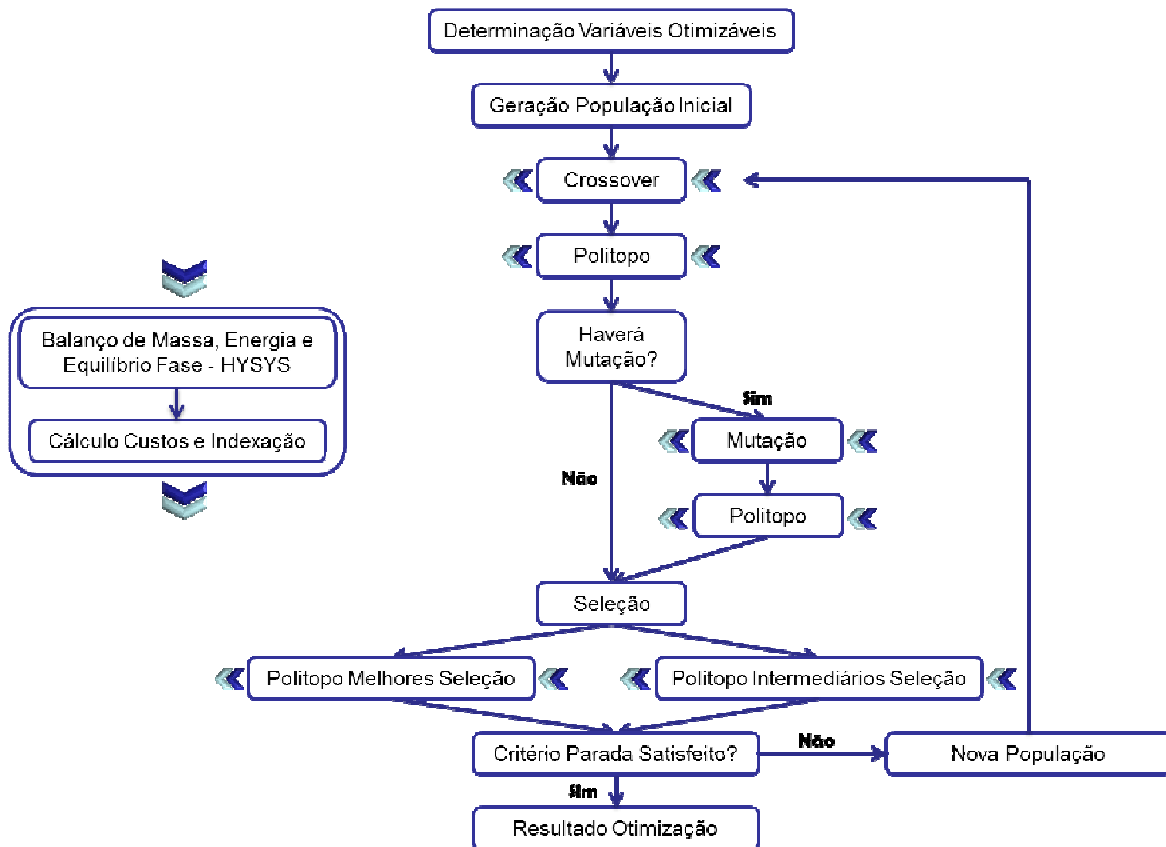 Determinação Variáveis Otimizáveis
Geração População Inicial
Crossover
Politopo
Haverá
Mutação?
Sim
Mutação
Não
Politopo
Balanço de Massa, Energia e
Equilíbrio Fase - HYSYS
Cálculo Custos e Indexação
Seleção
Politopo Melhores Seleção
Politopo Intermediários Seleção
Critério Parada Satisfeito?
Não
Nova População
Sim
Resultado Otimização